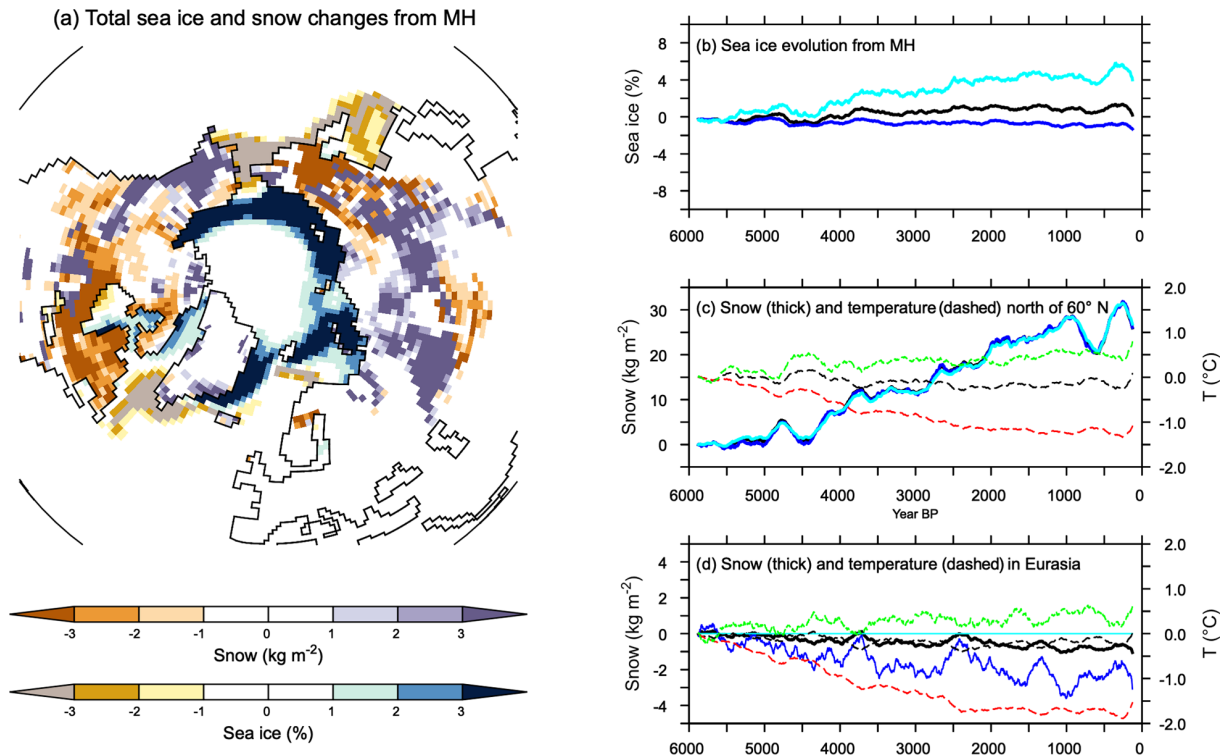 (a) Total sea ice and snow changes from MH
-3 -2 -1 0 1 2 3
Snow (kg m-2)
-3 -2 -1 0 1 2 3
Sea ice (%)
(b) Sea ice evolution from MH
Sea ice (%)
8
4
0
-4
-8
6000 5000 4000 3000 2000 1000 0
(c) Snow (thick) and temperature (dashed) north of 60° N
Snow (kg m-2)
30
20
10
0
2.0
1.0
0.0
-1.0
-2.0
T (°C)
6000 5000 4000 3000 2000 1000 0
Year BP
(d) Snow (thick) and temperature (dashed) in Eurasia
Snow (kg m-2)
4
2
0
-2
-4
2.0
1.0
0.0
-1.0
-2.0
T (°C)
6000 5000 4000 3000 2000 1000 0